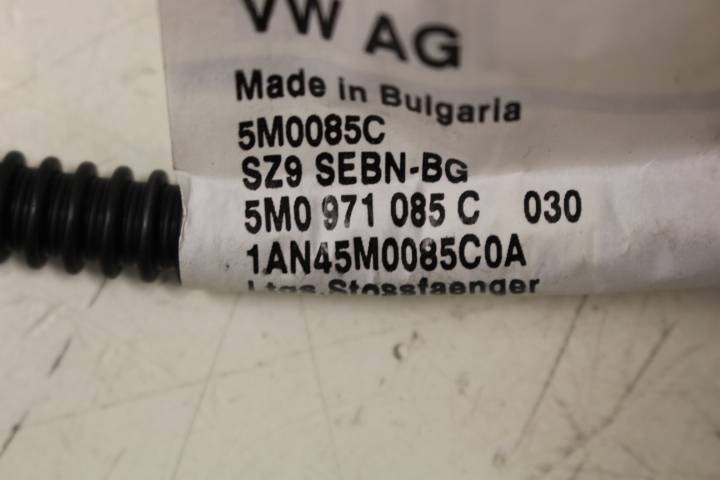 VW AG
Made in Bulgaria
5M0085C
SZ9 SEBN-BG
5M0 971 085 C 030
1AN45M0085C0A
Ltgs.Stossfaenger